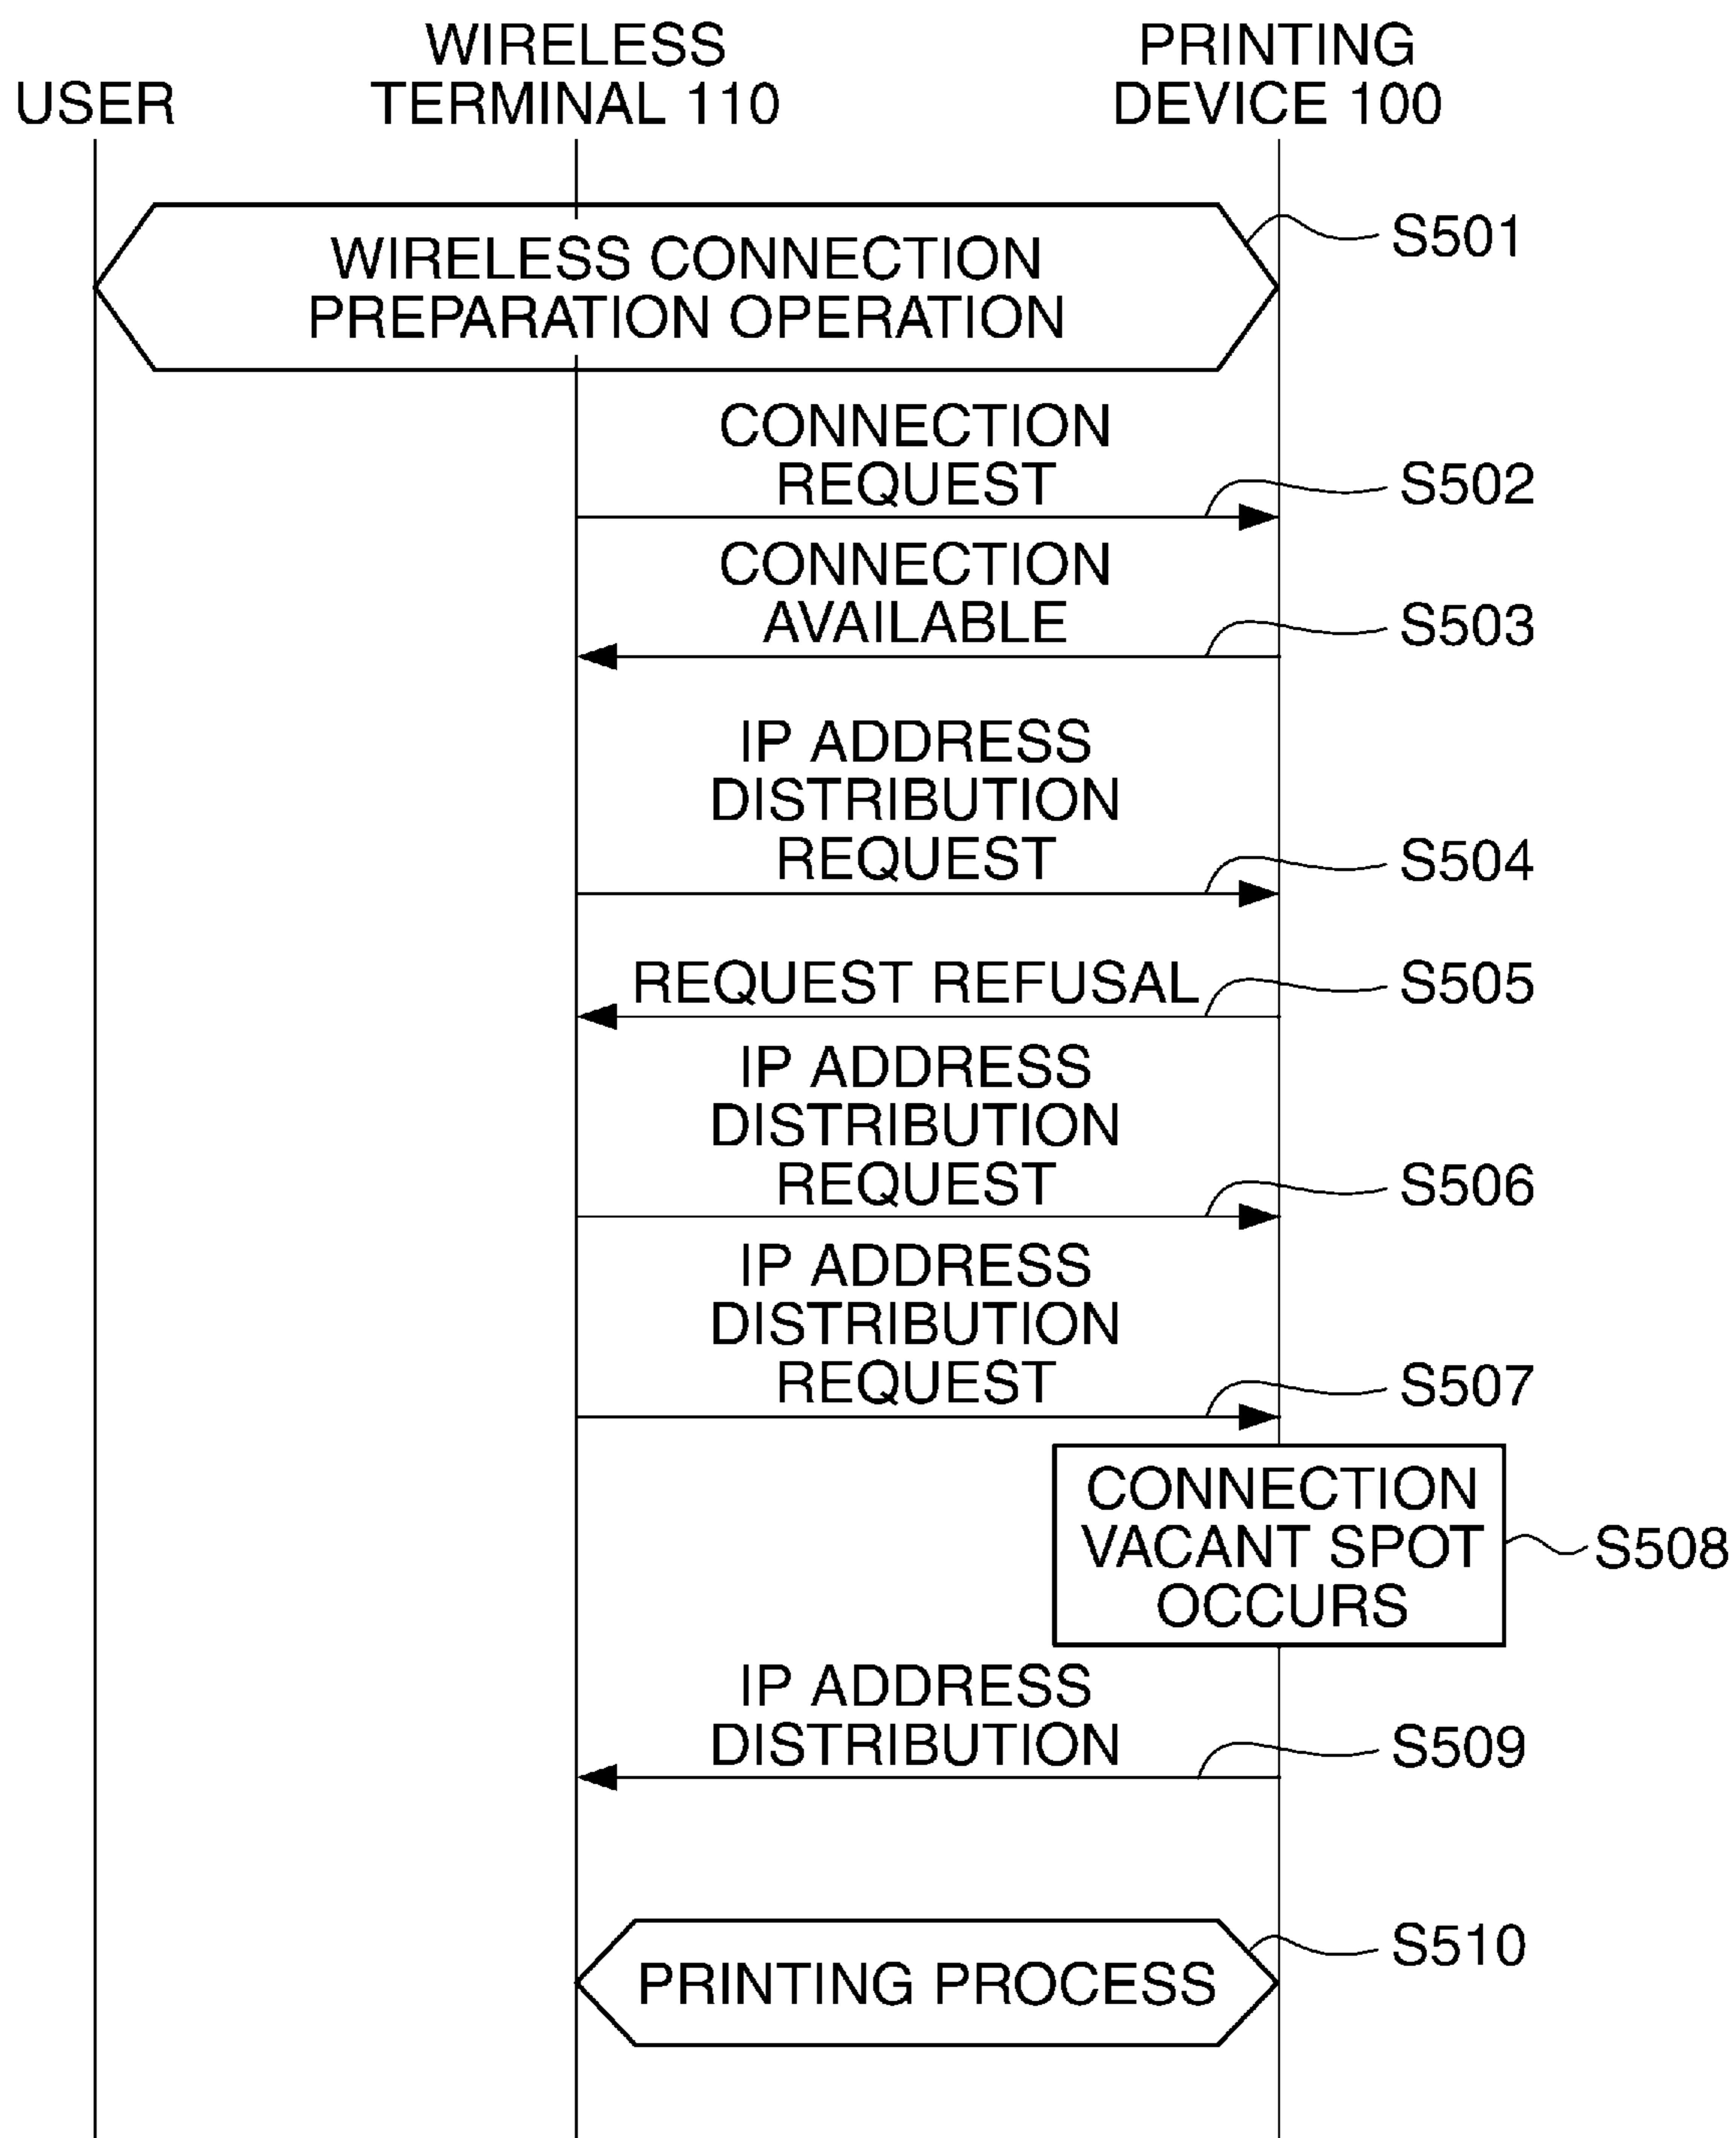 USER
WIRELESS
TERMINAL 110
PRINTING
DEVICE 100
WIRELESS CONNECTION
PREPARATION OPERATION
S501
CONNECTION
REQUEST
S502
CONNECTION
AVAILABLE
S503
IP ADDRESS
DISTRIBUTION
REQUEST
S504
REQUEST REFUSAL
S505
IP ADDRESS
DISTRIBUTION
REQUEST
S506
IP ADDRESS
DISTRIBUTION
REQUEST
S507
CONNECTION
VACANT SPOT
OCCURS
S508
IP ADDRESS
DISTRIBUTION
S509
PRINTING PROCESS
S510